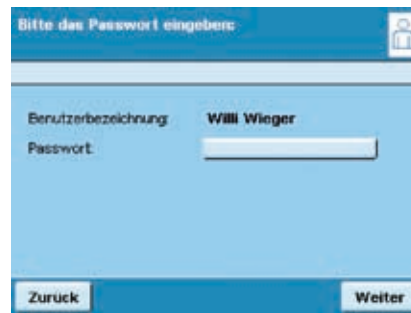 Bitte das Passwort eingeben:
Benutzerbezeichnung: Willi Wieger
Passwort:
Zurück Weiter